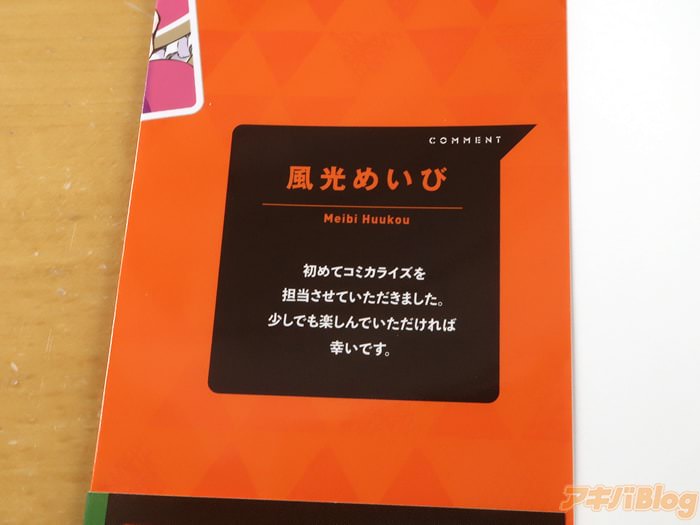 COMMENT
風光めいび
Meibi Huukou
初めてコミカライズを
担当させていただきました。
少しでも楽しんでいただければ
幸いです。
アキバBlog